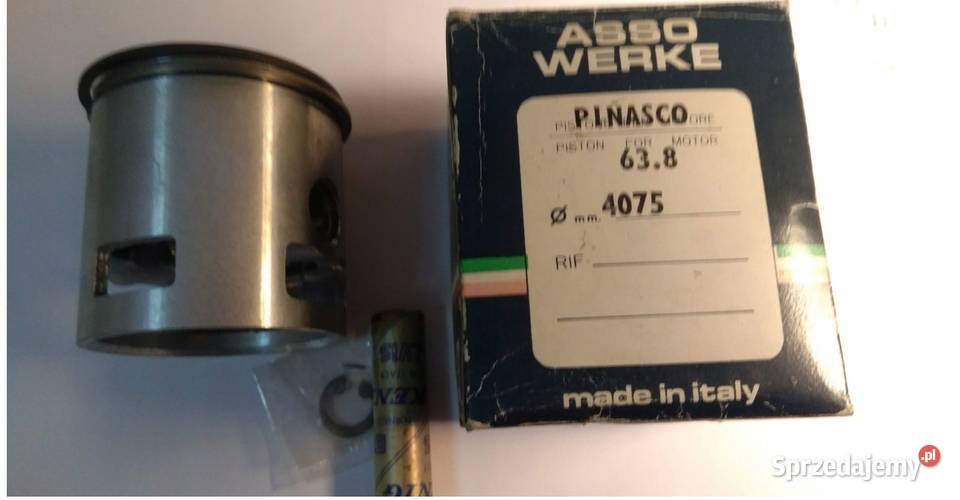 ASSO
WERKE
PINASCO
PISTON FOR MOTOR
63.8
Ø mm. 4075
RIF
made in italy
Sprzedajemy.pl